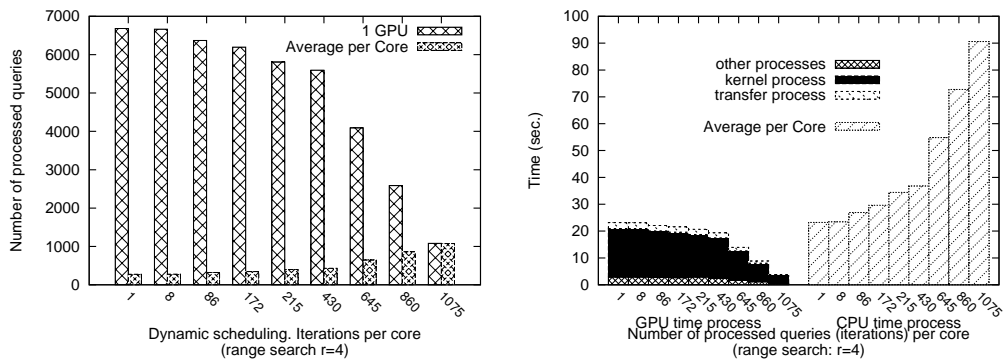 7000
6000
5000
4000
3000
2000
1000
0
Number of processed queries
1 GPU
Average per Core
1 8 86 172 215 430 645 860 1075
Dynamic scheduling. Iterations per core
(range search r=4)
100
90
80
70
60
50
40
30
20
10
0
Time (sec.)
other processes
kernel process
transfer process
Average per Core
1 8 86 172 215 430 645 860 1075 1 8 86 172 215 430 645 860 1075
GPU time process CPU time process
Number of processed queries (iterations) per core
(range search: r=4)